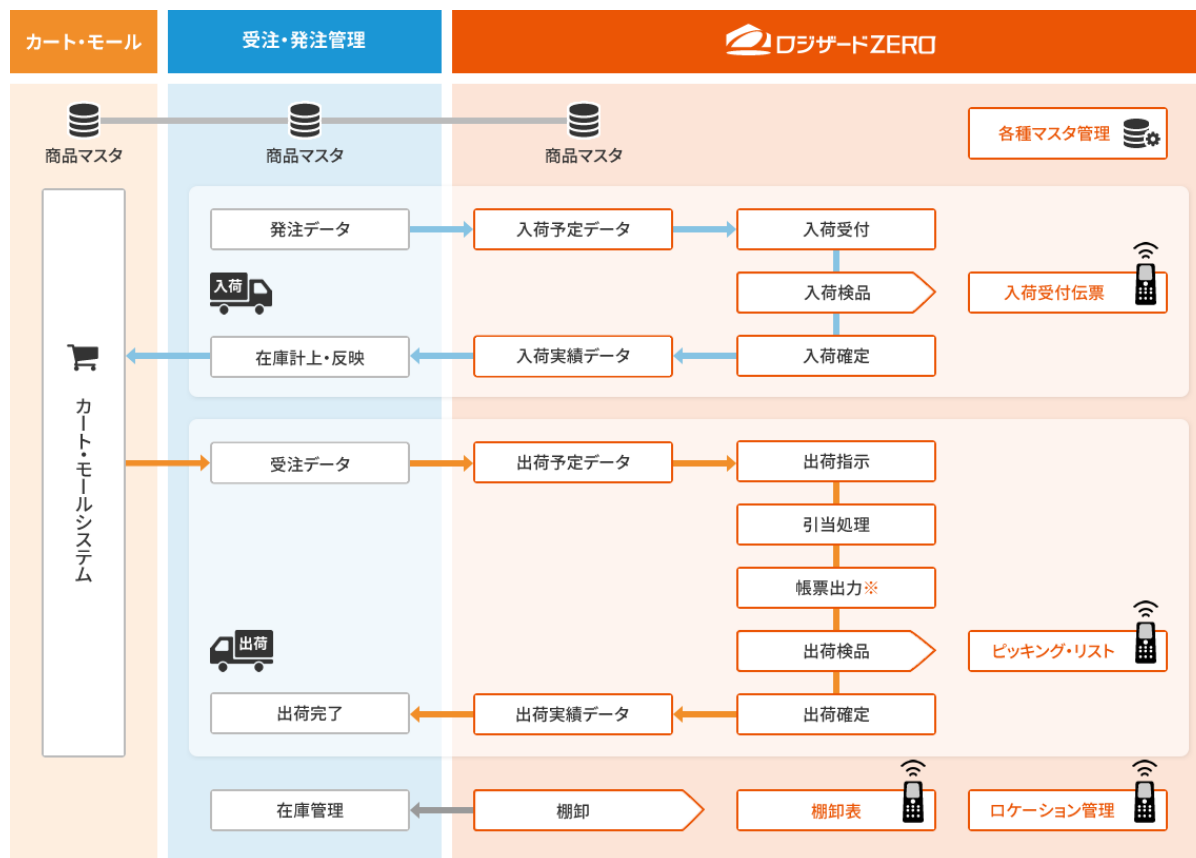 カート・モール
受注・発注管理
ロジザードZERO
商品マスタ
商品マスタ
商品マスタ
各種マスタ管理
発注データ
入荷予定データ
入荷受付
入荷
入荷検品
入荷受付伝票
在庫計上・反映
入荷実績データ
入荷確定
カート・モールシステム
受注データ
出荷予定データ
出荷指示
引当処理
帳票出力※
出荷
出荷検品
ピッキング・リスト
出荷完了
出荷実績データ
出荷確定
在庫管理
棚卸
棚卸表
ロケーション管理